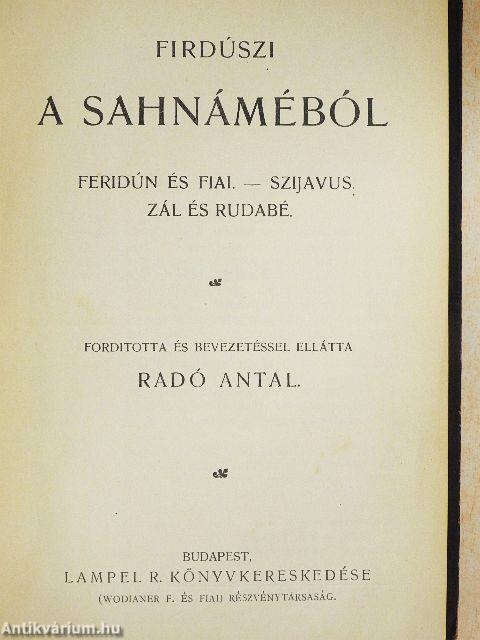 FIRDÚSZI
A SAHNÁMÉBÓL
FERIDÚN ÉS FIAI. — SZIJAVUS.
ZÁL ÉS RUDABÉ.
FORDITOTTA ÉS BEVEZETÉSSEL ELLÁTTA
RADÓ ANTAL.
BUDAPEST,
LAMPEL R. KÖNYVKERESKEDÉSE
(WODIANER F. ÉS FIAI) RÉSZVÉNYTÁRSASÁG.
Antikvárium.hu